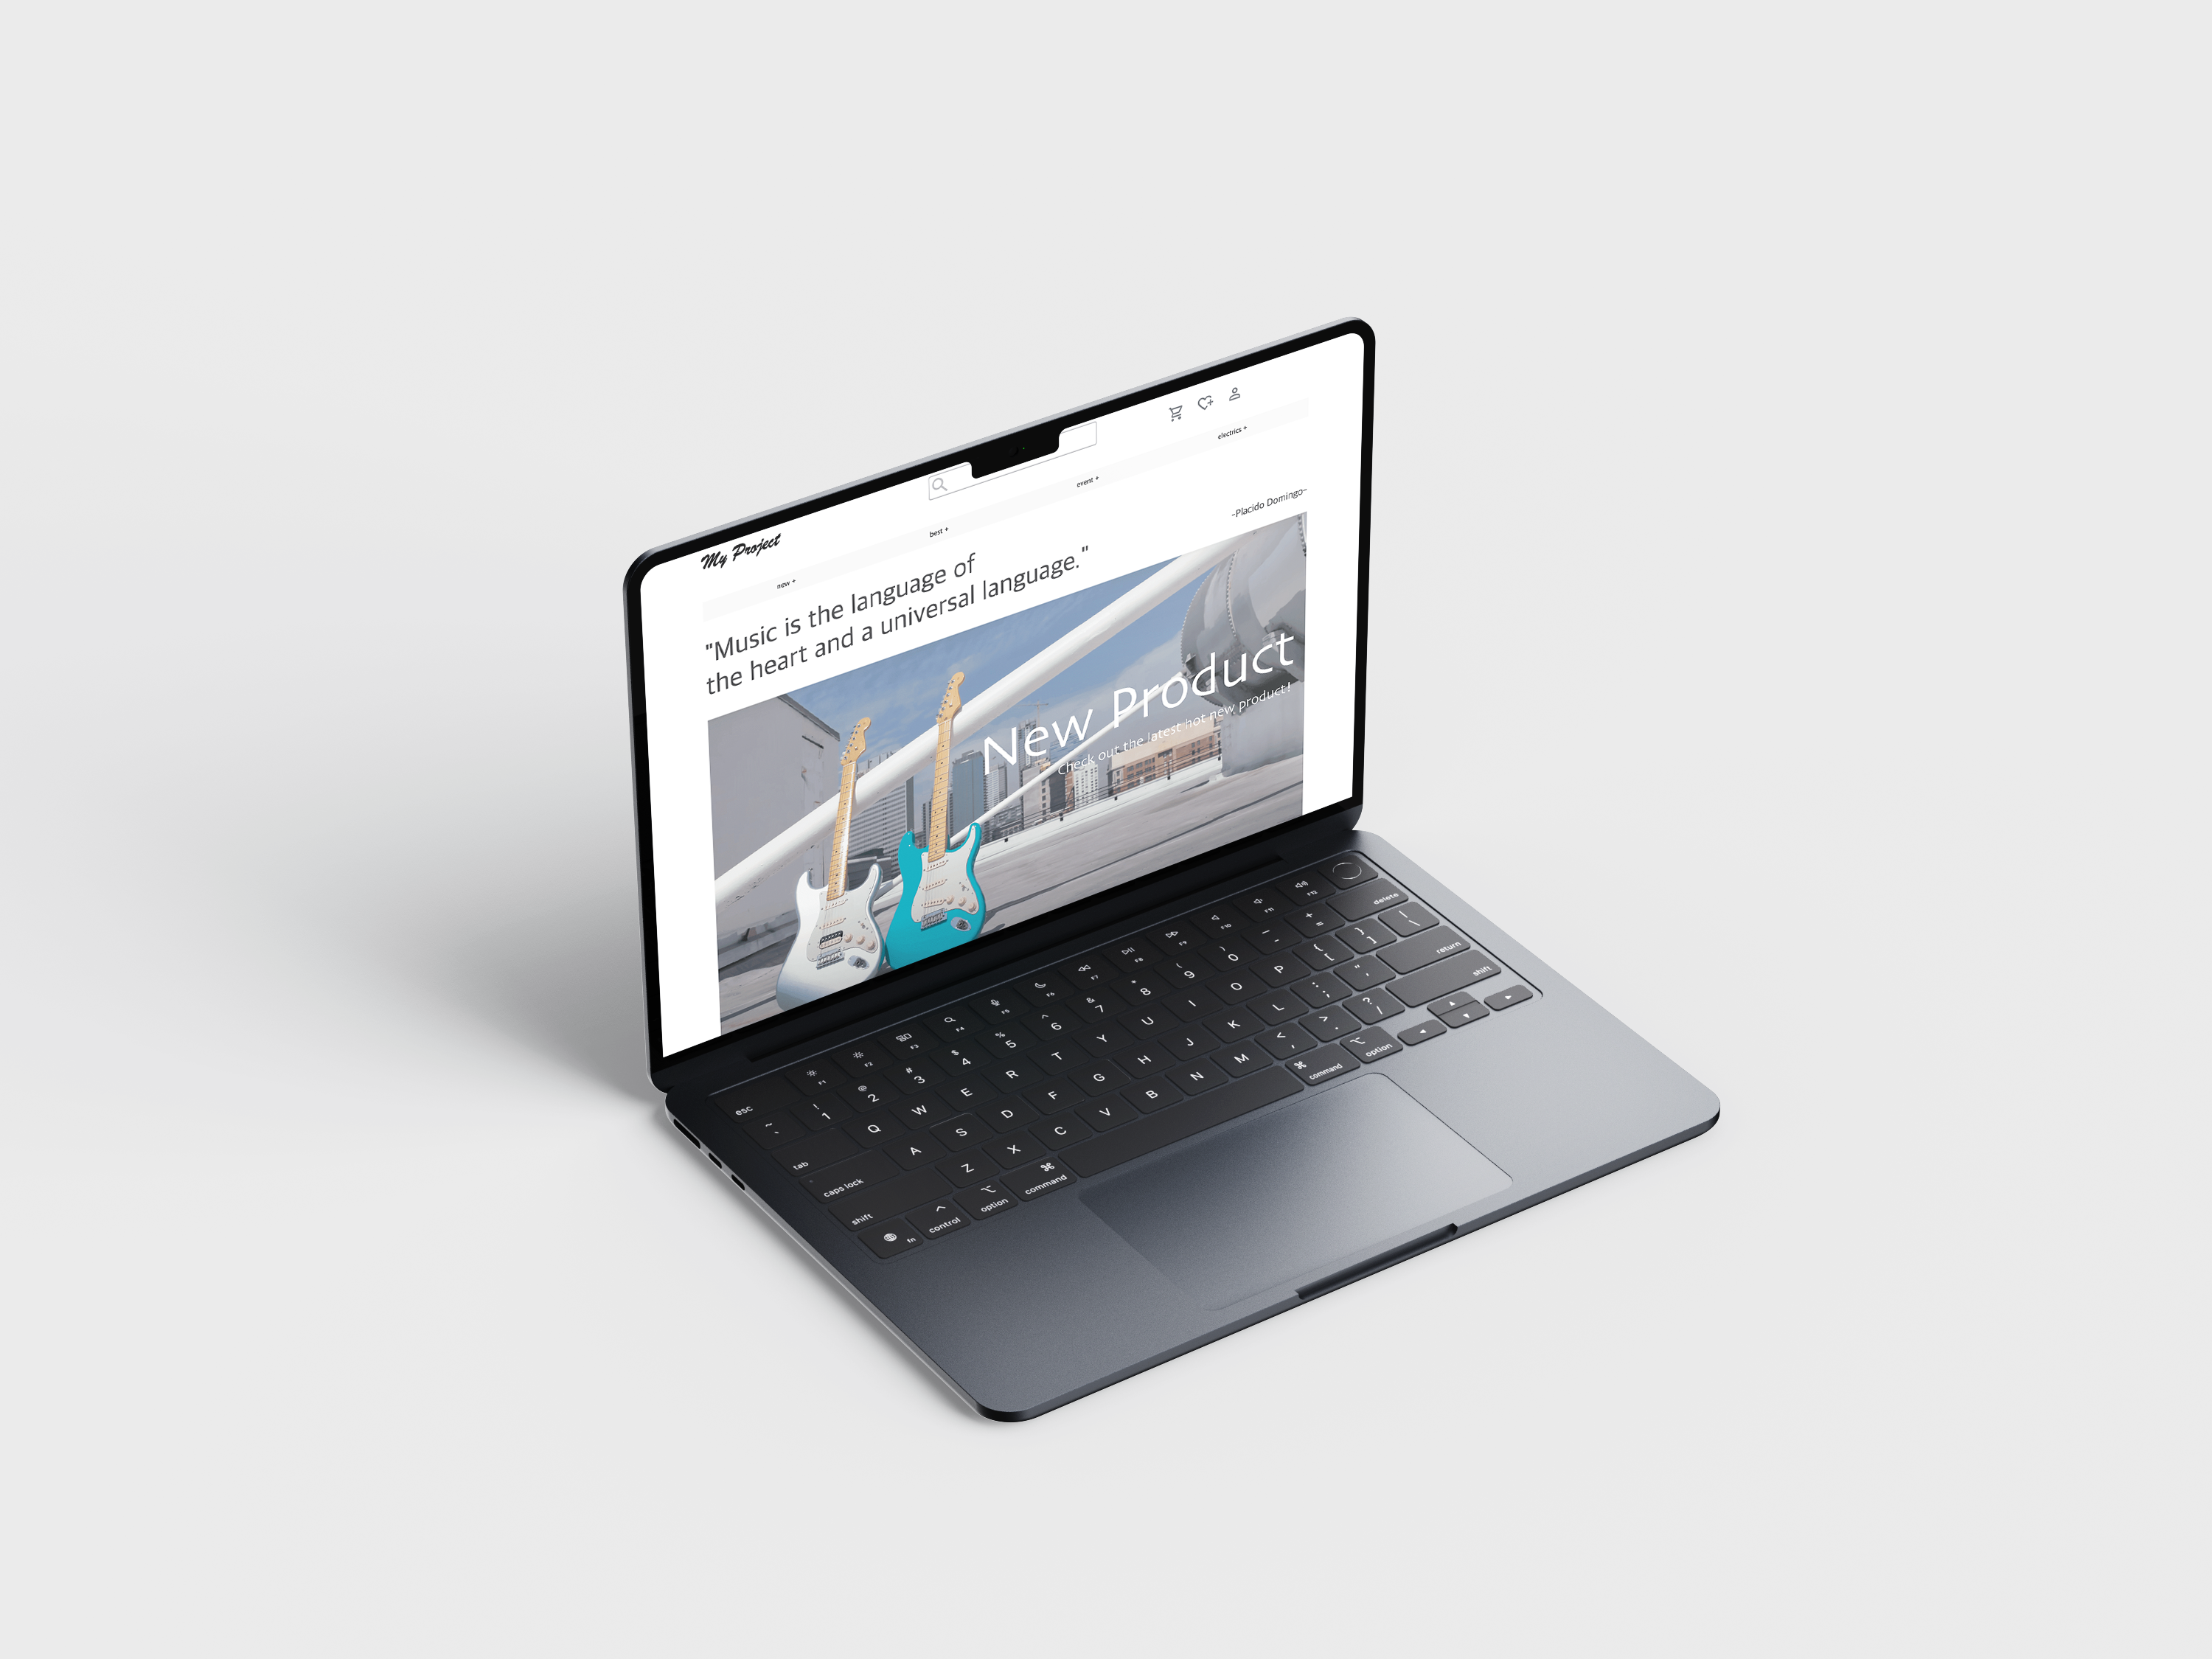 My Project
new +
best +
event +
electrics +
"Music is the language of
the heart and a universal language."
-Placido Domingo-
New Product
Check out the latest hot new product!
esc
F1
F2
F3
F4
F5
F6
F7
F8
F9
F10
F11
F12
~ `
! 1
@ 2
# 3
$ 4
% 5
^ 6
& 7
* 8
( 9
) 0
— -
+ =
delete
tab
Q
W
E
R
T
Y
U
I
O
P
{ [
} ]
| \
caps lock
A
S
D
F
G
H
J
K
L
: ;
" '
return
shift
Z
X
C
V
B
N
M
< ,
> .
? /
shift
fn
control
option
command
command
option